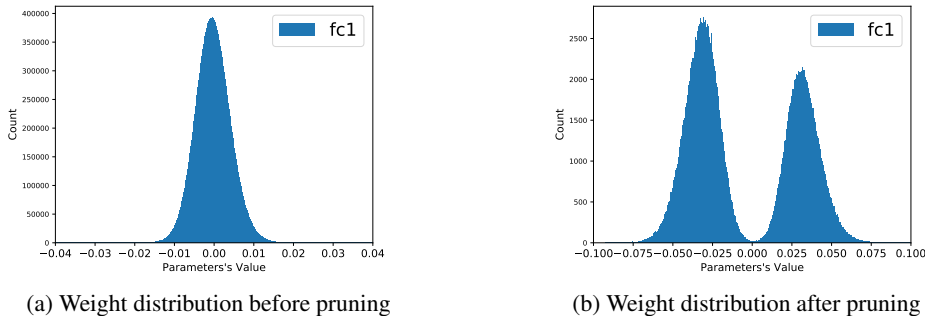 fc1
400000
350000
300000
250000
200000
150000
100000
50000
0
Count
−0.04 −0.03 −0.02 −0.01 0.00 0.01 0.02 0.03 0.04
Parameters's Value
(a) Weight distribution before pruning
fc1
2500
2000
1500
1000
500
0
Count
−0.100 −0.075 −0.050 −0.025 0.000 0.025 0.050 0.075 0.100
Parameters's Value
(b) Weight distribution after pruning